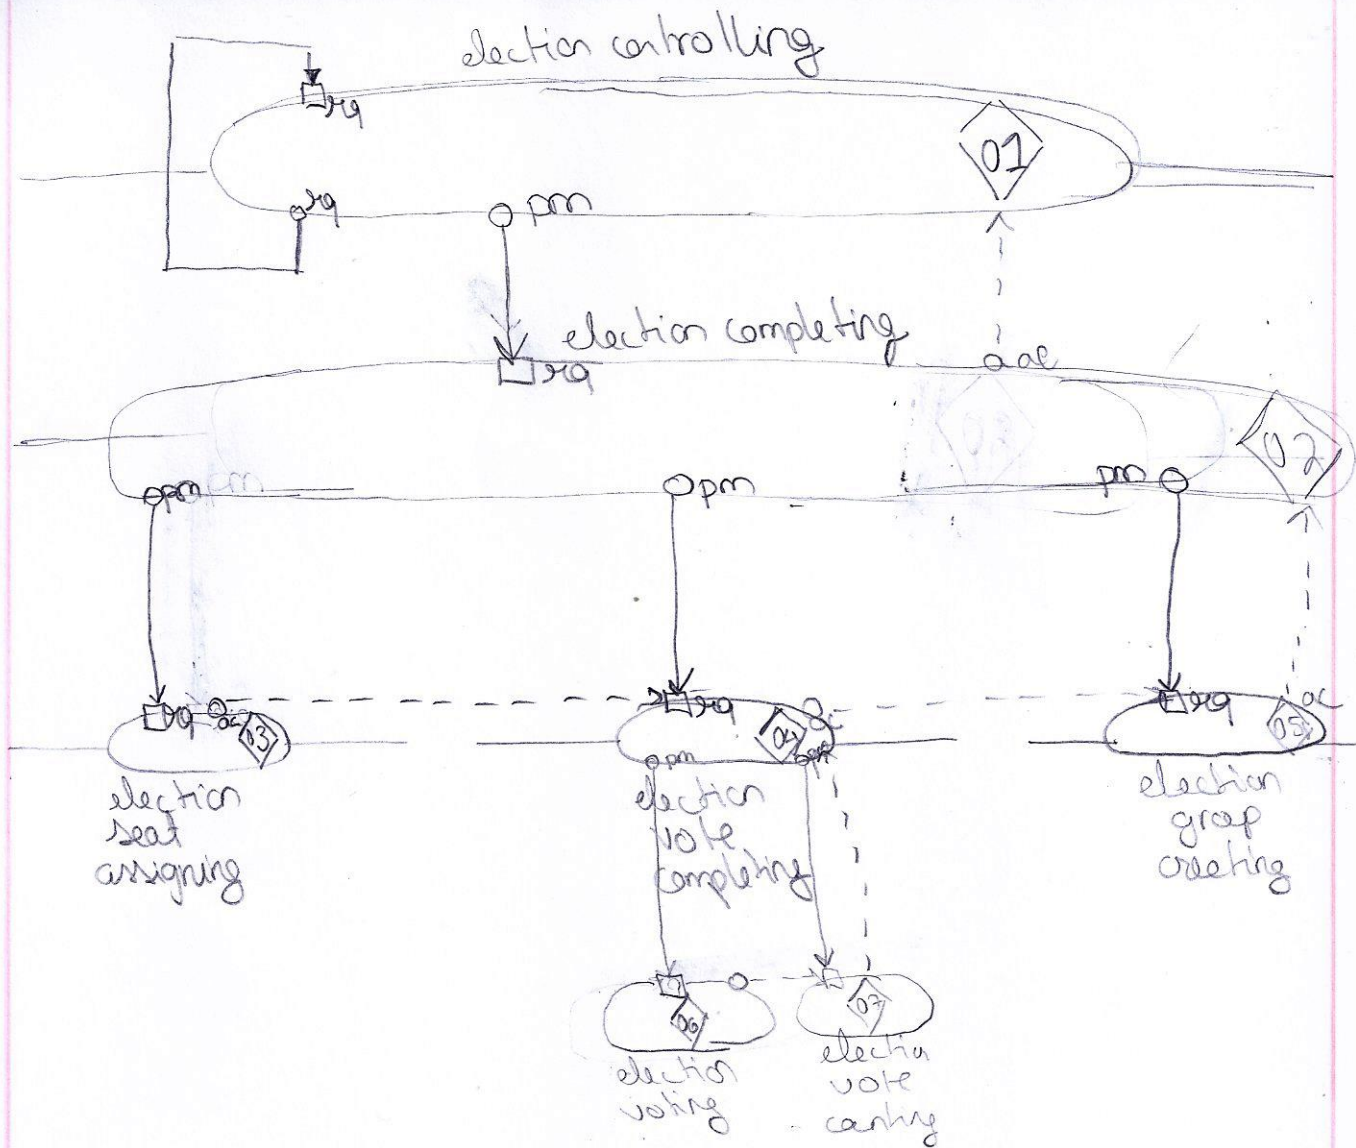 election controlling
rq
01
rq
pm
election completing
ac
rq
02
pm
pm
pm
rq
ac
03
rq
04
ac
pm
pm
rq
05
ac
election
seat
assigning
election
vote
completing
election
group
creating
06
07
election
voting
election
vote